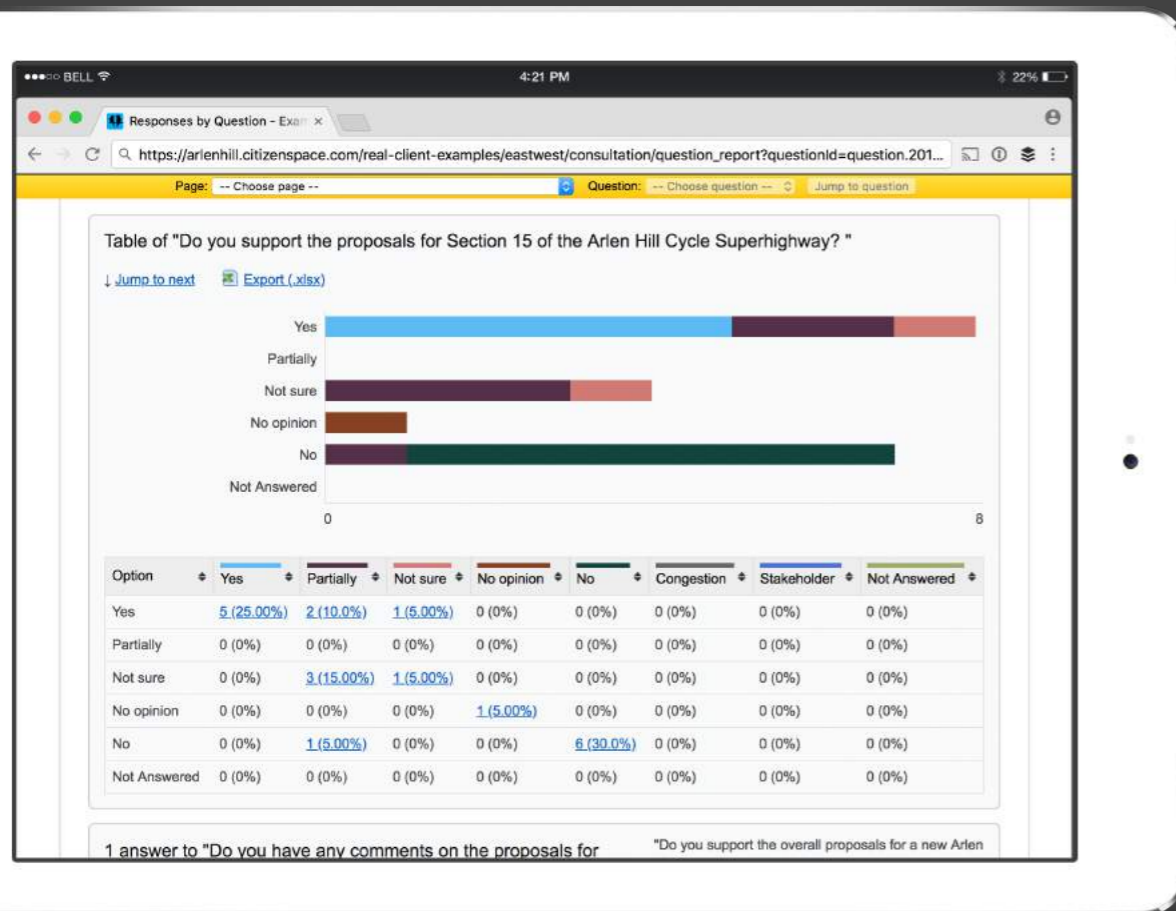 BELL 4:21 PM 22%
Responses by Question - Exam ×
https://arlenhill.citizenspace.com/real-client-examples/eastwest/consultation/question_report?questionId=question.201...
Page: -- Choose page -- Question: -- Choose question -- Jump to question
Table of "Do you support the proposals for Section 15 of the Arlen Hill Cycle Superhighway? "
↓ Jump to next Export (.xlsx)
Yes
Partially
Not sure
No opinion
No
Not Answered
0 8
Option Yes Partially Not sure No opinion No Congestion Stakeholder Not Answered
Yes 5 (25.00%) 2 (10.0%) 1 (5.00%) 0 (0%) 0 (0%) 0 (0%) 0 (0%) 0 (0%)
Partially 0 (0%) 0 (0%) 0 (0%) 0 (0%) 0 (0%) 0 (0%) 0 (0%) 0 (0%)
Not sure 0 (0%) 3 (15.00%) 1 (5.00%) 0 (0%) 0 (0%) 0 (0%) 0 (0%) 0 (0%)
No opinion 0 (0%) 0 (0%) 0 (0%) 1 (5.00%) 0 (0%) 0 (0%) 0 (0%) 0 (0%)
No 0 (0%) 1 (5.00%) 0 (0%) 0 (0%) 6 (30.0%) 0 (0%) 0 (0%) 0 (0%)
Not Answered 0 (0%) 0 (0%) 0 (0%) 0 (0%) 0 (0%) 0 (0%) 0 (0%) 0 (0%)
1 answer to "Do you have any comments on the proposals for
"Do you support the overall proposals for a new Arlen